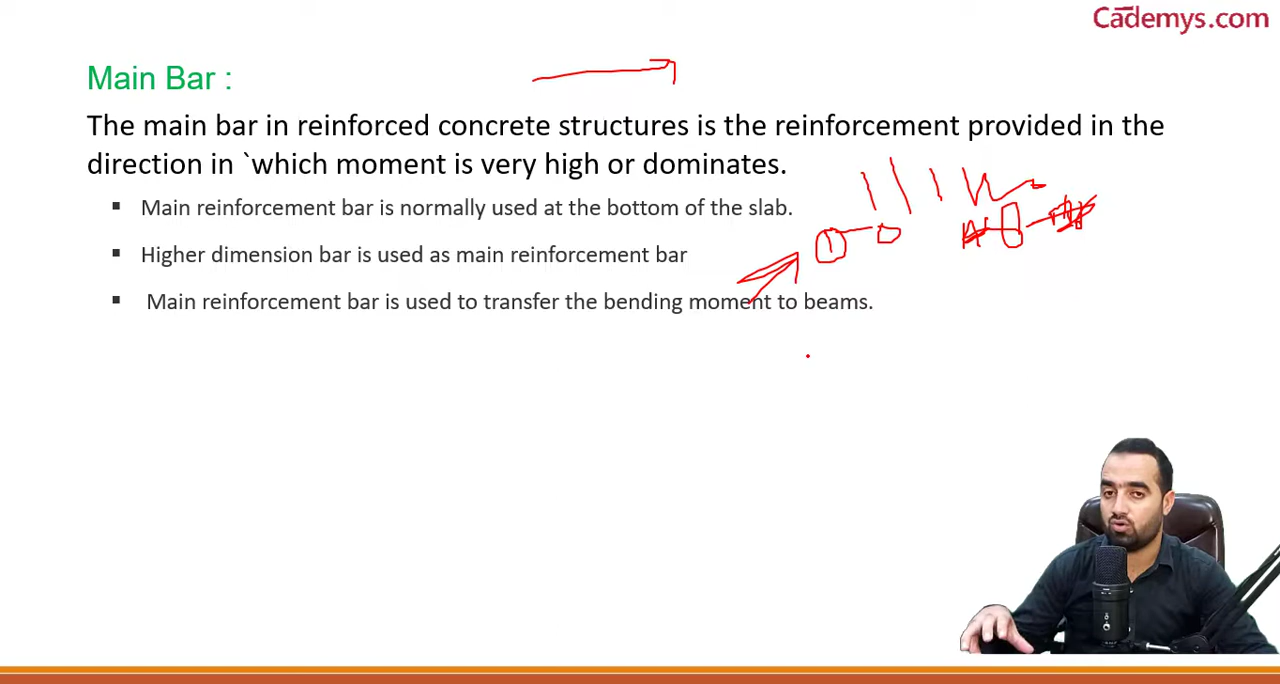 Cademys.com
Main Bar :
The main bar in reinforced concrete structures is the reinforcement provided in the
direction in `which moment is very high or dominates.
▪ Main reinforcement bar is normally used at the bottom of the slab.
▪ Higher dimension bar is used as main reinforcement bar
▪ Main reinforcement bar is used to transfer the bending moment to beams.